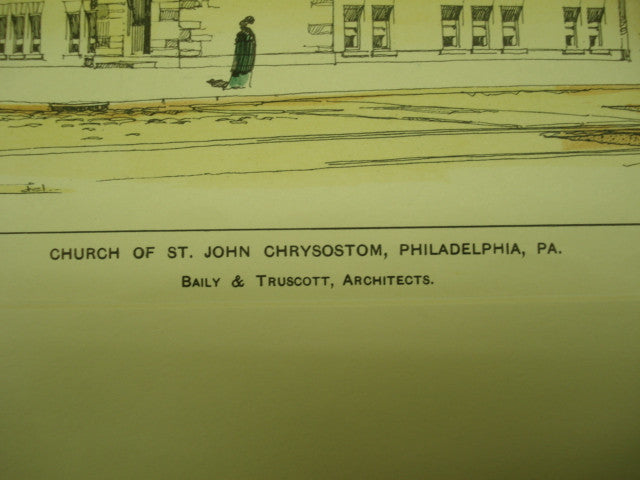 CHURCH OF ST. JOHN CHRYSOSTOM, PHILADELPHIA, PA.
BAILY & TRUSCOTT, ARCHITECTS.